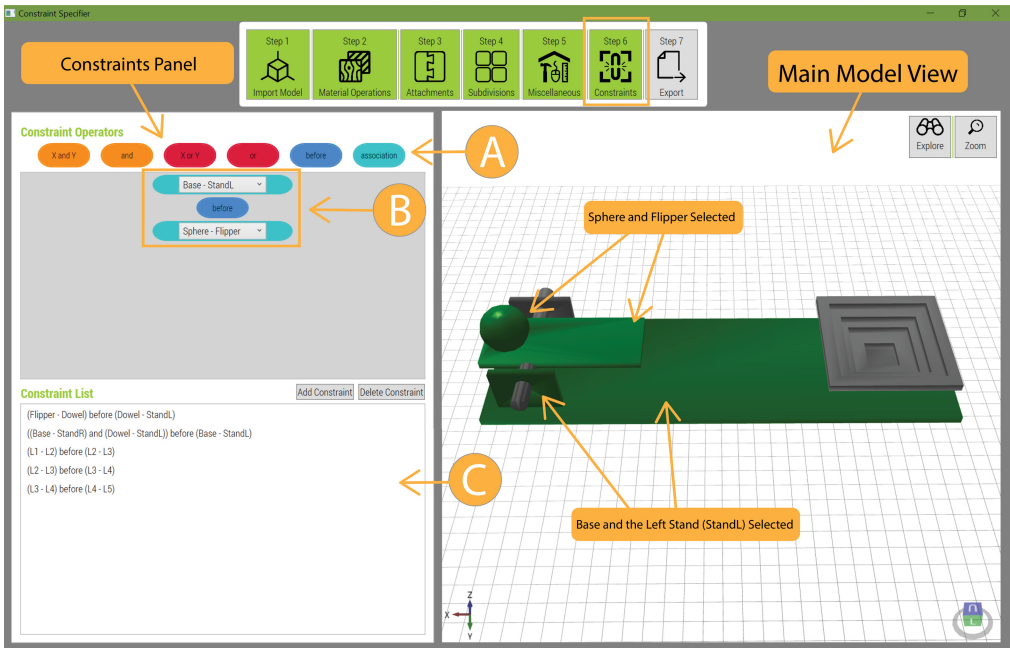 Constraint Specifier
Constraints Panel
Step 1
Import Model
Step 2
Material Operations
Step 3
Attachments
Step 4
Subdivisions
Step 5
Miscellaneous
Step 6
Constraints
Step 7
Export
Main Model View
Constraint Operators
X and Y
and
X or Y
or
before
association
A
Base - StandL
before
Sphere - Flipper
B
Constraint List
Add Constraint
Delete Constraint
(Flipper - Dowel) before (Dowel - StandL)
((Base - StandR) and (Dowel - StandL)) before (Base - StandL)
(L1 - L2) before (L2 - L3)
(L2 - L3) before (L3 - L4)
(L3 - L4) before (L4 - L5)
C
Explore
Zoom
Sphere and Flipper Selected
Base and the Left Stand (StandL) Selected
Z
X
Y
L